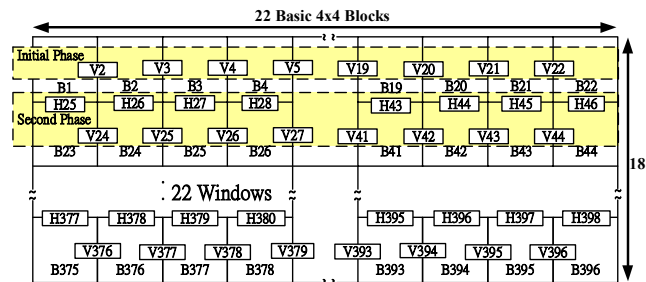 22 Basic 4x4 Blocks
Initial Phase
V2 V3 V4 V5 V19 V20 V21 V22
B1 B2 B3 B4 B19 B20 B21 B22
H25 H26 H27 H28 H43 H44 H45 H46
Second Phase
V24 V25 V26 V27 V41 V42 V43 V44
B23 B24 B25 B26 B41 B42 B43 B44
18
: 22 Windows
H377 H378 H379 H380 H395 H396 H397 H398
V376 V377 V378 V379 V393 V394 V395 V396
B375 B376 B377 B378 B393 B394 B395 B396